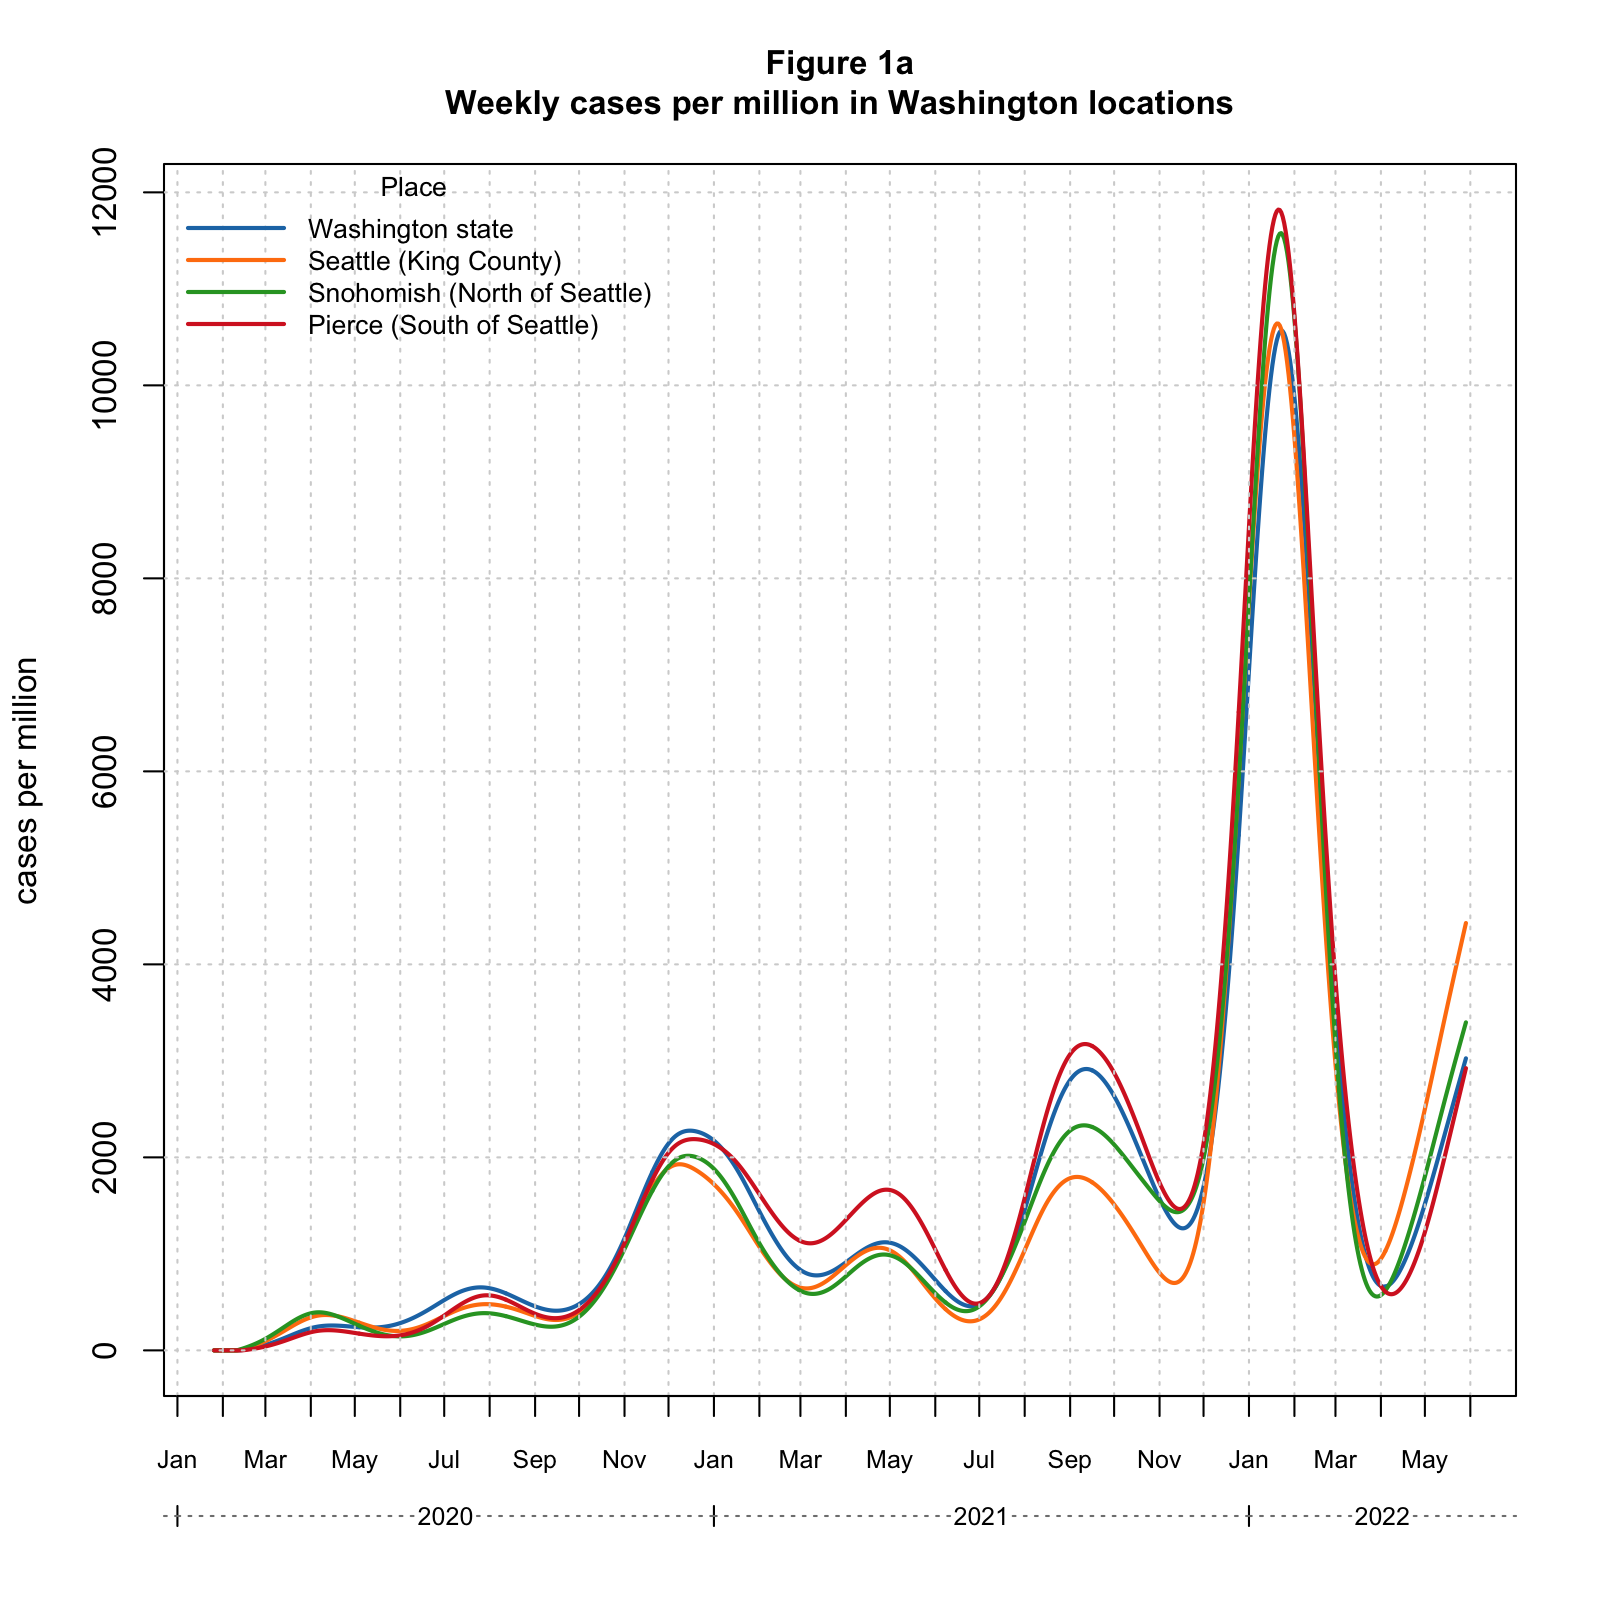 Figure 1a
Weekly cases per million in Washington locations
Place
Washington state
Seattle (King County)
Snohomish (North of Seattle)
Pierce (South of Seattle)
cases per million
12000
10000
8000
6000
4000
2000
0
Jan Mar May Jul Sep Nov Jan Mar May Jul Sep Nov Jan Mar May
2020 2021 2022